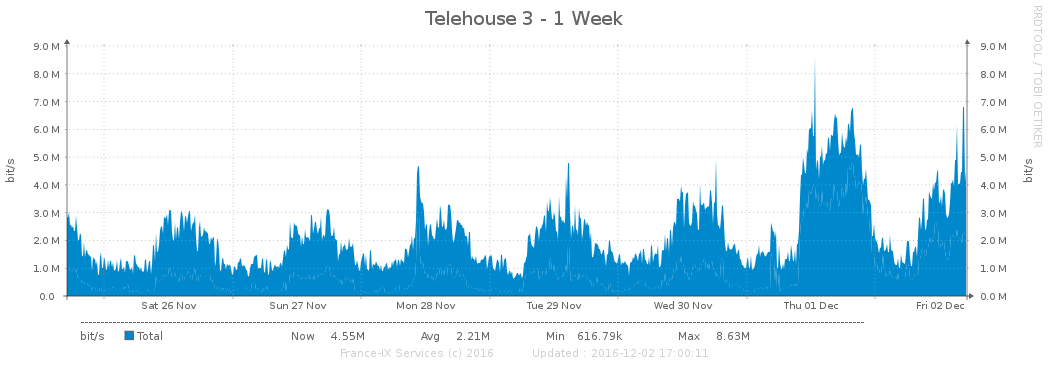 Telehouse 3 - 1 Week
RRDTOOL / TOBI OETIKER
bit/s
9.0 M 9.0 M
8.0 M 8.0 M
7.0 M 7.0 M
6.0 M 6.0 M
5.0 M 5.0 M
4.0 M 4.0 M
3.0 M 3.0 M
2.0 M 2.0 M
1.0 M 1.0 M
0.0 0.0 M
bit/s
Sat 26 Nov Sun 27 Nov Mon 28 Nov Tue 29 Nov Wed 30 Nov Thu 01 Dec Fri 02 Dec
bit/s Total Now 4.55M Avg 2.21M Min 616.79k Max 8.63M
France-IX Services (c) 2016 Updated : 2016-12-02 17:00:11